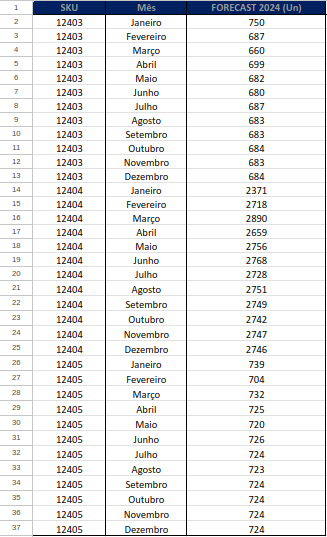 1 SKU Mês FORECAST 2024 (Un)
2 12403 Janeiro 750
3 12403 Fevereiro 687
4 12403 Março 660
5 12403 Abril 699
6 12403 Maio 682
7 12403 Junho 680
8 12403 Julho 687
9 12403 Agosto 683
10 12403 Setembro 683
11 12403 Outubro 684
12 12403 Novembro 683
13 12403 Dezembro 684
14 12404 Janeiro 2371
15 12404 Fevereiro 2718
16 12404 Março 2890
17 12404 Abril 2659
18 12404 Maio 2756
19 12404 Junho 2768
20 12404 Julho 2728
21 12404 Agosto 2751
22 12404 Setembro 2749
23 12404 Outubro 2742
24 12404 Novembro 2747
25 12404 Dezembro 2746
26 12405 Janeiro 739
27 12405 Fevereiro 704
28 12405 Março 732
29 12405 Abril 725
30 12405 Maio 720
31 12405 Junho 726
32 12405 Julho 724
33 12405 Agosto 723
34 12405 Setembro 724
35 12405 Outubro 724
36 12405 Novembro 724
37 12405 Dezembro 724